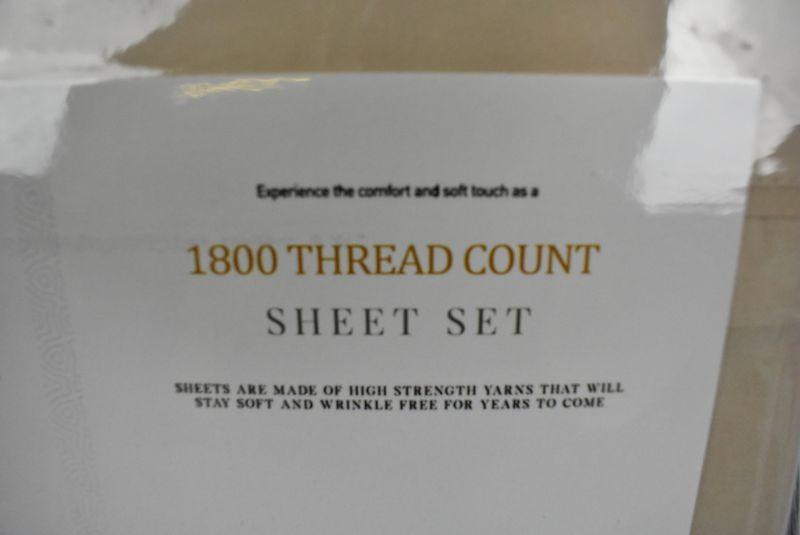 Experience the comfort and soft touch as a
1800 THREAD COUNT
SHEET SET
SHEETS ARE MADE OF HIGH STRENGTH YARNS THAT WILL
STAY SOFT AND WRINKLE FREE FOR YEARS TO COME